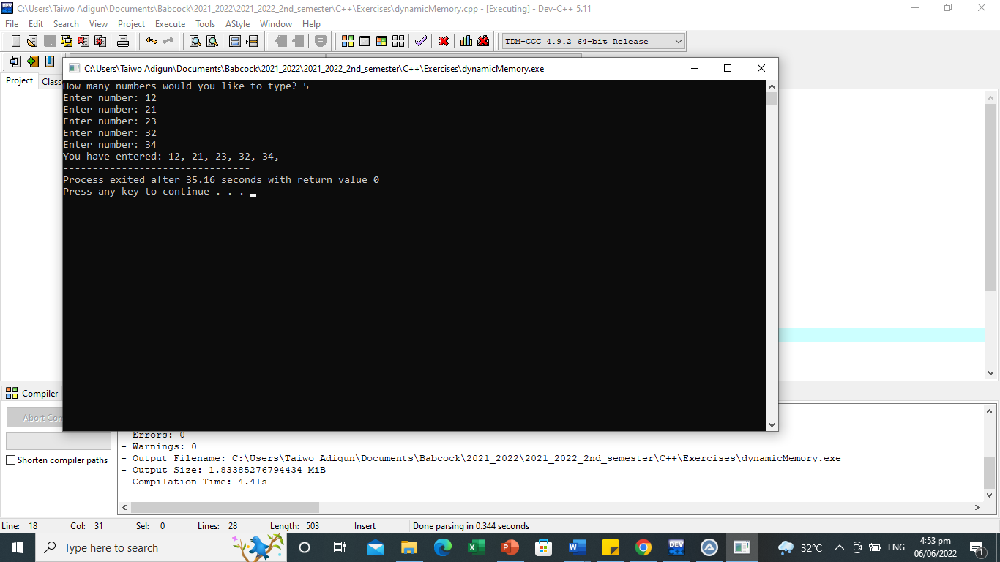 C:\Users\Taiwo Adigun\Documents\Babcock\2021_2022\2021_2022_2nd_semester\C++\Exercises\dynamicMemory.cpp - [Executing] - Dev-C++ 5.11
File Edit Search View Project Execute Tools AStyle Window Help
TDM-GCC 4.9.2 64-bit Release
C:\Users\Taiwo Adigun\Documents\Babcock\2021_2022\2021_2022_2nd_semester\C++\Exercises\dynamicMemory.exe
Project Class
How many numbers would you like to type? 5
Enter number: 12
Enter number: 21
Enter number: 23
Enter number: 32
Enter number: 34
You have entered: 12, 21, 23, 32, 34,
--------------------------------
Process exited after 35.16 seconds with return value 0
Press any key to continue . . .
Compiler
Abort Con
- Errors: 0
- Warnings: 0
- Output Filename: C:\Users\Taiwo Adigun\Documents\Babcock\2021_2022\2021_2022_2nd_semester\C++\Exercises\dynamicMemory.exe
- Output Size: 1.83385276794434 MiB
- Compilation Time: 4.41s
Shorten compiler paths
Line: 18 Col: 31 Sel: 0 Lines: 28 Length: 503 Insert Done parsing in 0.344 seconds
Type here to search
DEV
32°C
ENG
4:53 pm
06/06/2022
1